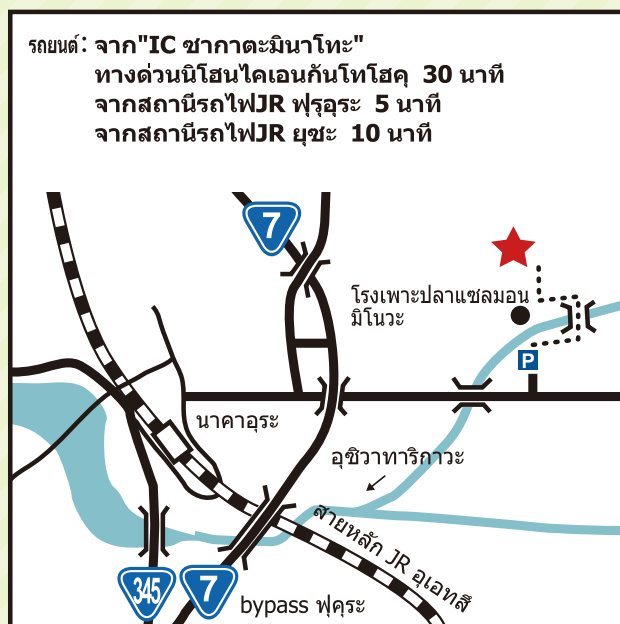 รถยนต์: จาก"IC ซากาตะมินาโทะ"
ทางด่วนนิโฮนไคเอนกันโทโฮคุ 30 นาที
จากสถานีรถไฟJR ฟุรุอุระ 5 นาที
จากสถานีรถไฟJR ยุซะ 10 นาที
7
โรงเพาะปลาแซลมอน
มิโนวะ
P
นาคาอุระ
อุชิวาทาริกาวะ
สายหลัก JR อุเอทสึ
345
7
bypass ฟุคุระ